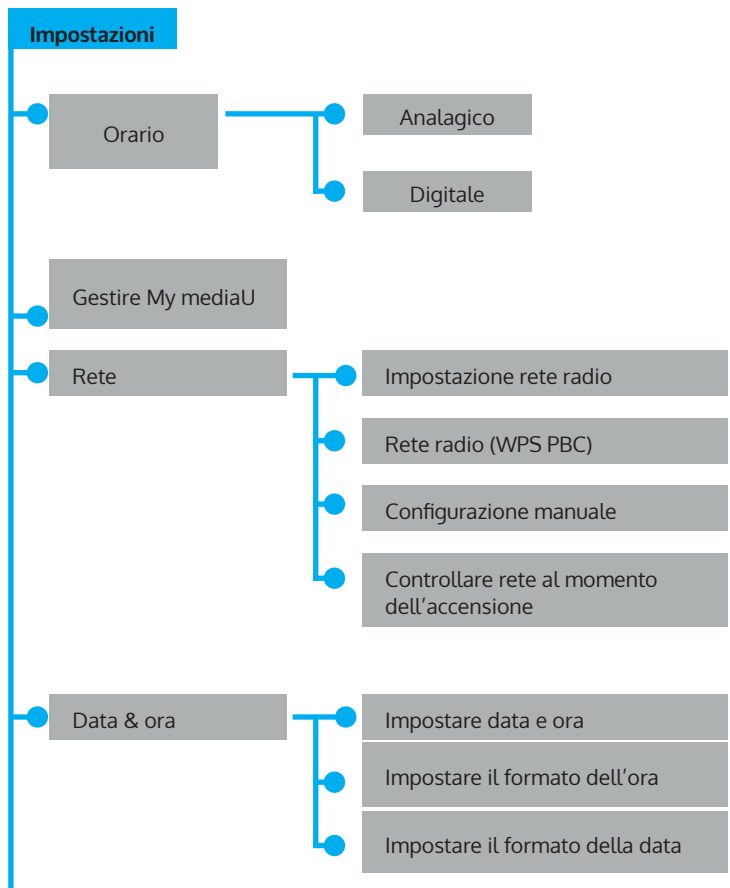 Impostazioni
Orario
Analagico
Digitale
Gestire My mediaU
Rete
Impostazione rete radio
Rete radio (WPS PBC)
Configurazione manuale
Controllare rete al momento
dell’accensione
Data & ora
Impostare data e ora
Impostare il formato dell’ora
Impostare il formato della data